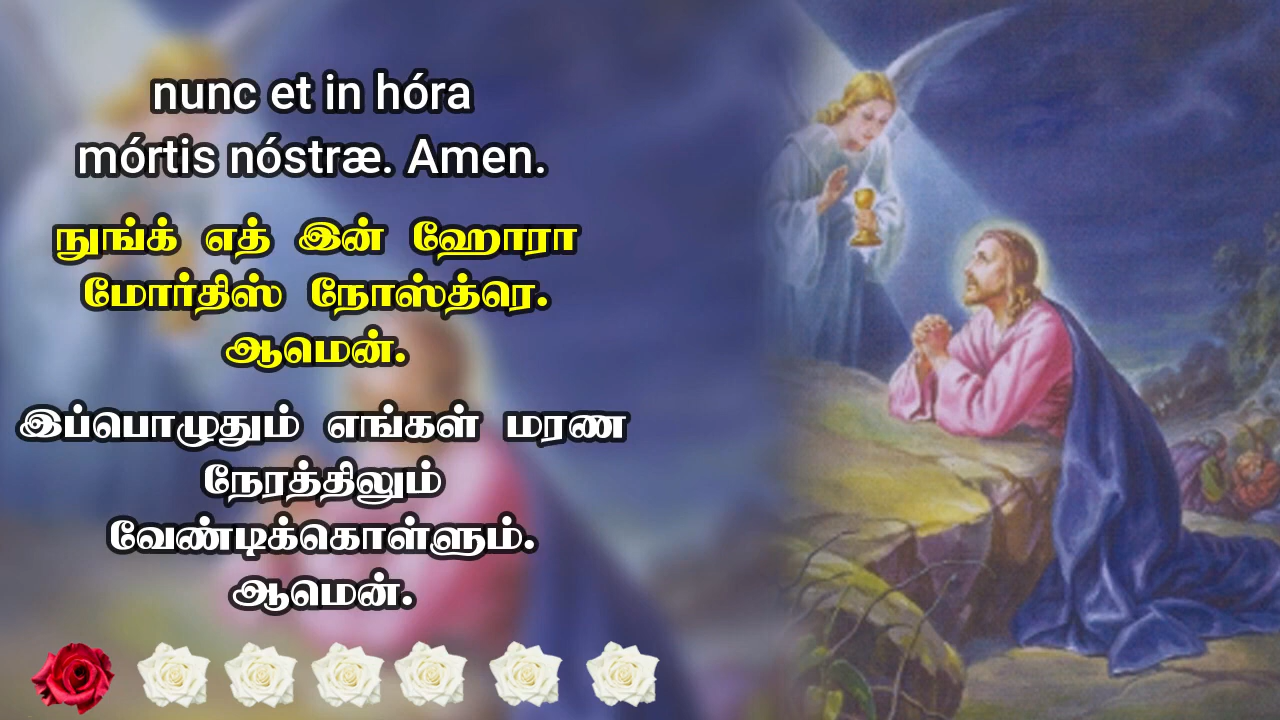 nunc et in hóra
mórtis nóstræ. Amen.
நுங்க் எத் இன் ஹோரா
மோர்திஸ் நோஸ்த்ரெ.
ஆமென்.
இப்பொழுதும் எங்கள் மரண
நேரத்திலும்
வேண்டிக்கொள்ளும்.
ஆமென்.